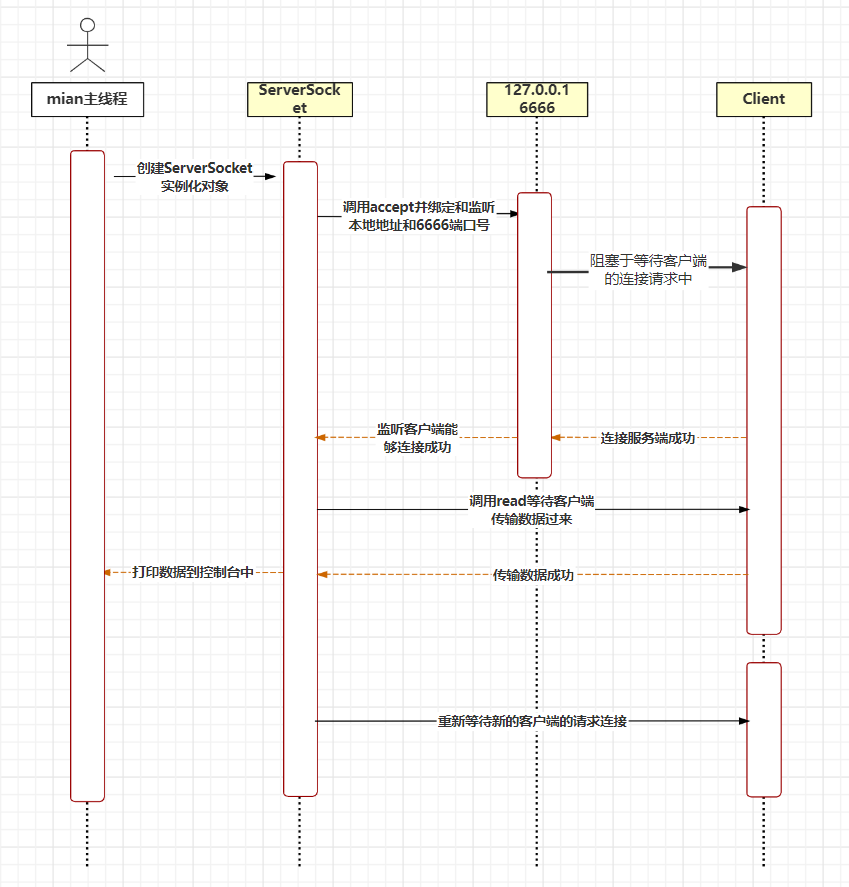 mian主线程
ServerSock
et
127.0.0.1
6666
Client
创建ServerSocket
实例化对象
调用accept并绑定和监听
本地地址和6666端口号
阻塞于等待客户端
的连接请求中
监听客户端能
够连接成功
连接服务端成功
调用read等待客户端
传输数据过来
打印数据到控制台中
传输数据成功
重新等待新的客户端的请求连接